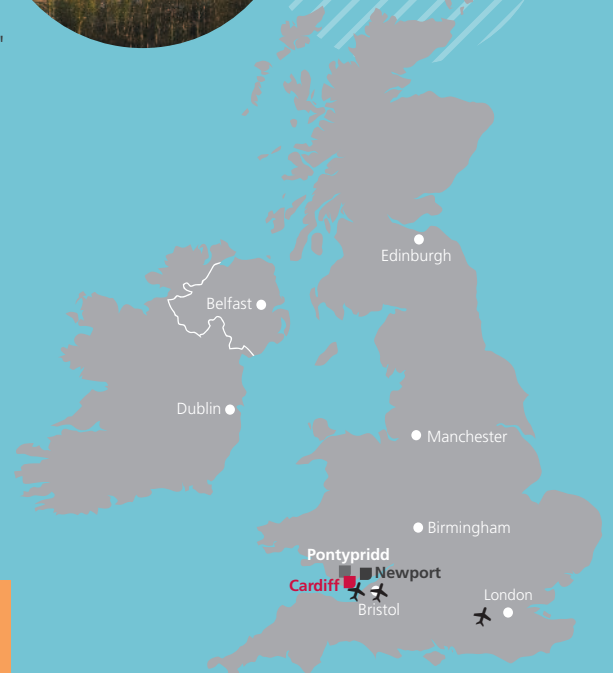 Edinburgh
Belfast
Dublin
Manchester
Birmingham
Pontypridd
Newport
Cardiff
London
Bristol